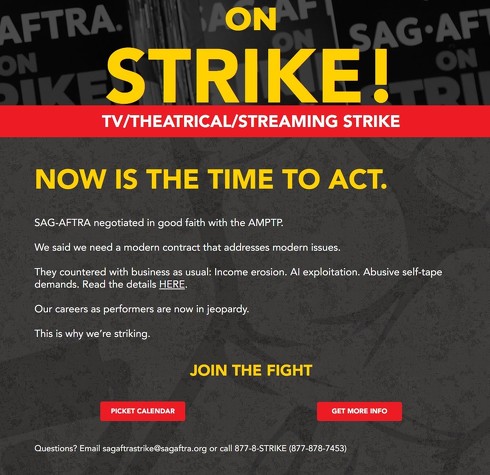 SAG-AFTRA.
ON
SAG·AFT
ON
ON
STRIKE!
TV/THEATRICAL/STREAMING STRIKE
NOW IS THE TIME TO ACT.
SAG-AFTRA negotiated in good faith with the AMPTP.
We said we need a modern contract that addresses modern issues.
They countered with business as usual: Income erosion. AI exploitation. Abusive self-tape
demands. Read the details HERE.
Our careers as performers are now in jeopardy.
This is why we’re striking.
JOIN THE FIGHT
PICKET CALENDAR
GET MORE INFO
Questions? Email sagaftrastrike@sagaftra.org or call 877-8-STRIKE (877-878-7453)